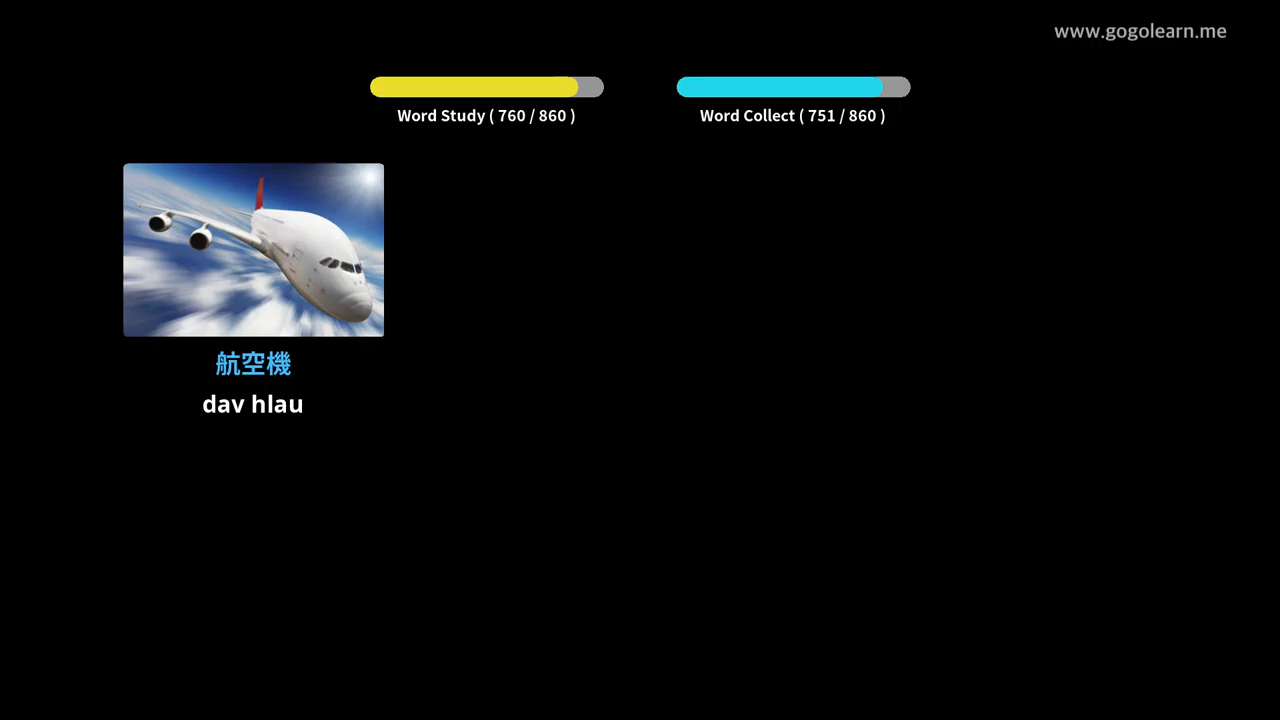 www.gogolearn.me
Word Study ( 760 / 860 )
Word Collect ( 751 / 860 )
航空機
dav hlau